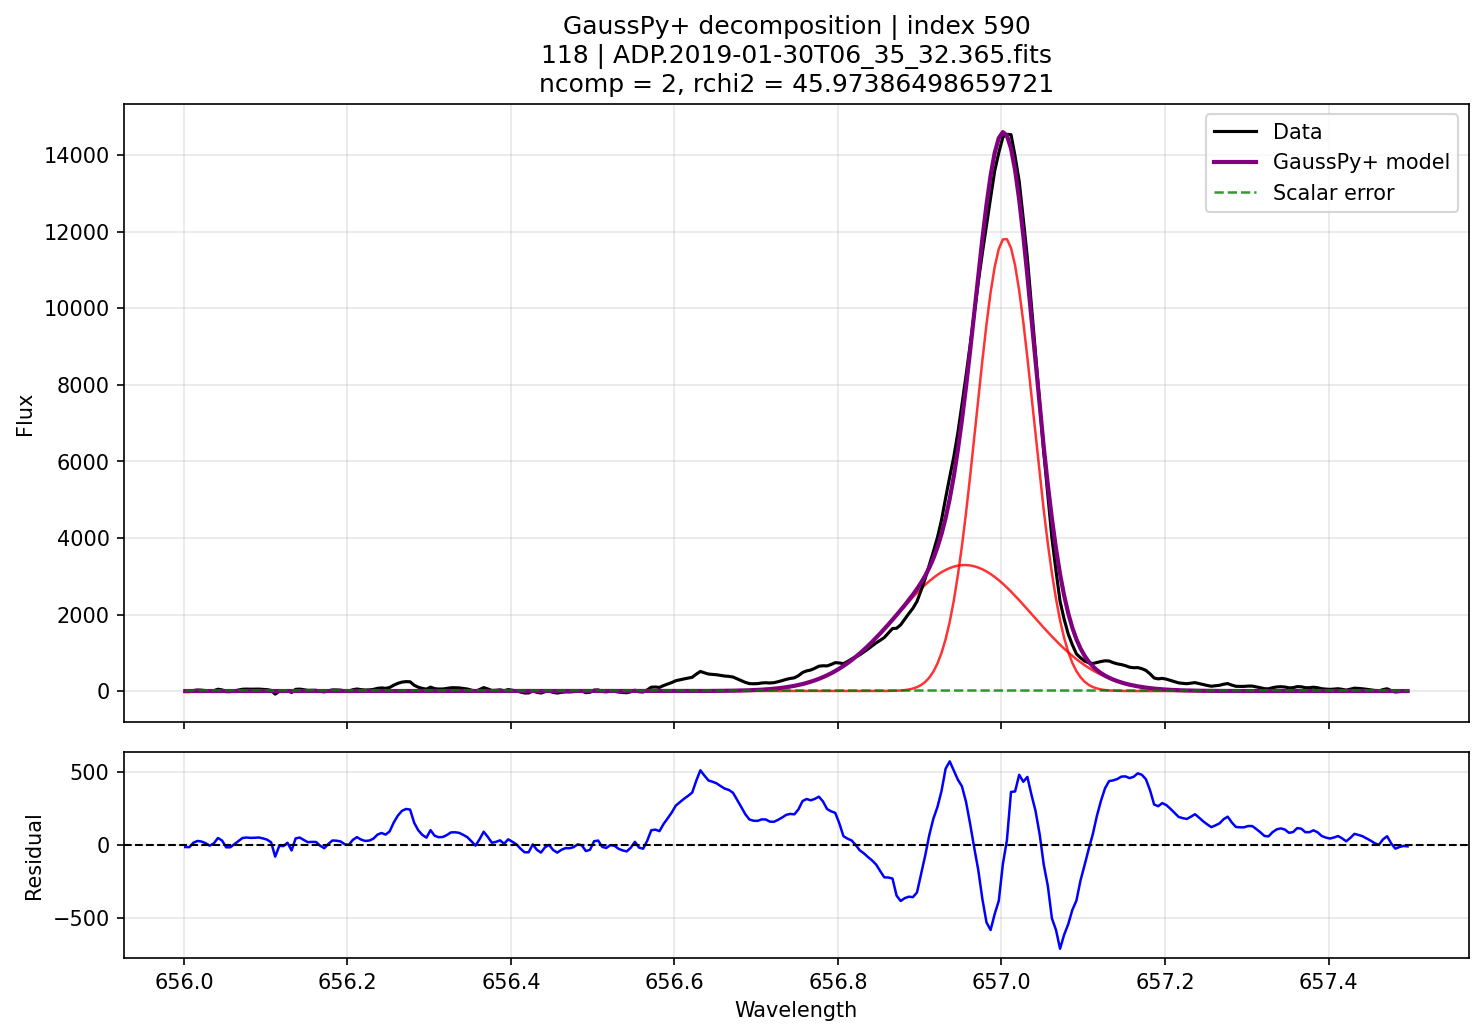 GaussPy+ decomposition | index 590
118 | ADP.2019-01-30T06_35_32.365.fits
ncomp = 2, rchi2 = 45.97386498659721
Data
GaussPy+ model
Scalar error
Flux
14000
12000
10000
8000
6000
4000
2000
0
Residual
500
0
−500
656.0
656.2
656.4
656.6
656.8
657.0
657.2
657.4
Wavelength